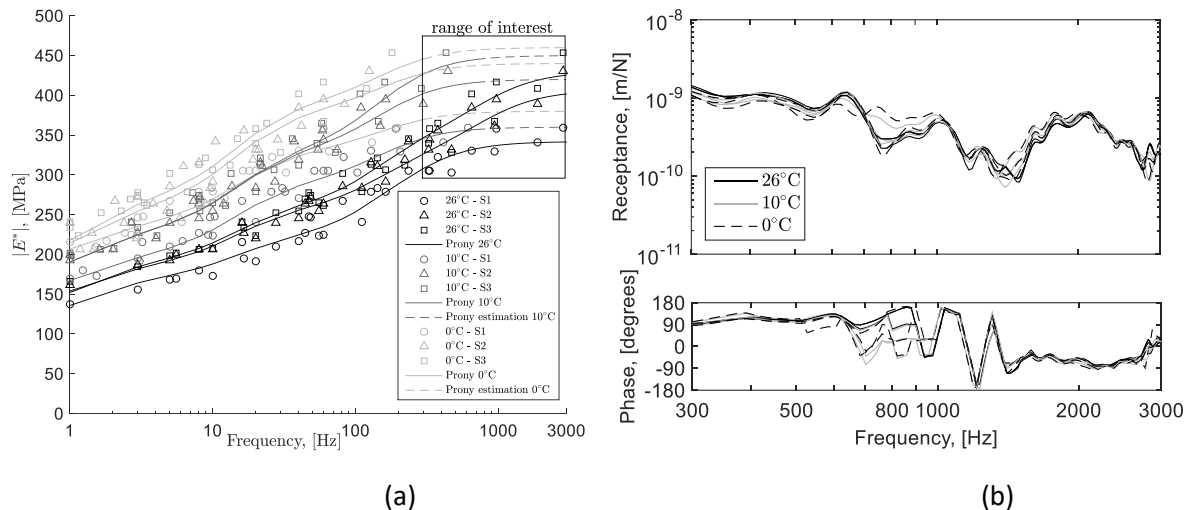 range of interest
500
450
400
350
300
250
200
150
100
50
0
|E*|, [MPa]
26°C - S1
26°C - S2
26°C - S3
Prony 26°C
10°C - S1
10°C - S2
10°C - S3
Prony 10°C
Prony estimation 10°C
0°C - S1
0°C - S2
0°C - S3
Prony 0°C
Prony estimation 0°C
1 10 100 1000 3000
Frequency, [Hz]
(a)
10-8
10-9
10-10
10-11
Receptance, [m/N]
26°C
10°C
0°C
180
90
0
-90
-180
Phase, [degrees]
300 500 800 1000 2000 3000
Frequency, [Hz]
(b)